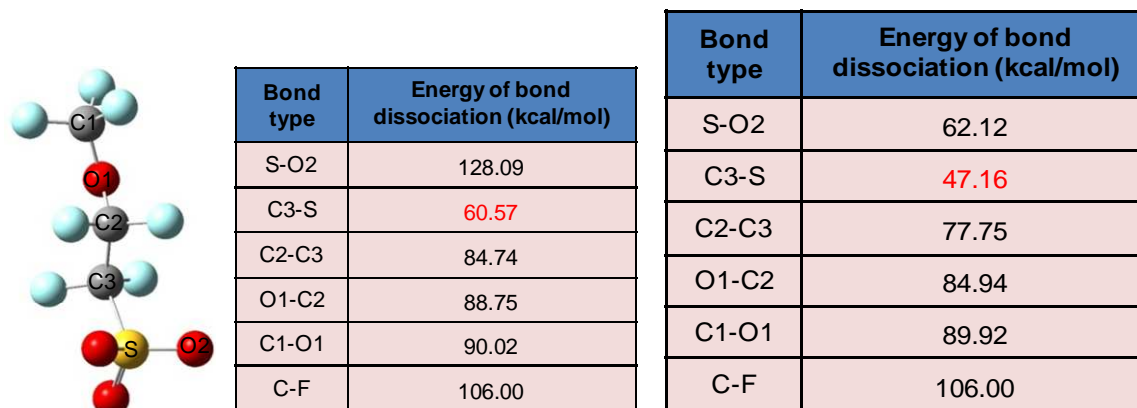 C1
O1
C2
C3
S O2
Bond type Energy of bond dissociation (kcal/mol)
S-O2 128.09
C3-S 60.57
C2-C3 84.74
O1-C2 88.75
C1-O1 90.02
C-F 106.00
Bond type Energy of bond dissociation (kcal/mol)
S-O2 62.12
C3-S 47.16
C2-C3 77.75
O1-C2 84.94
C1-O1 89.92
C-F 106.00